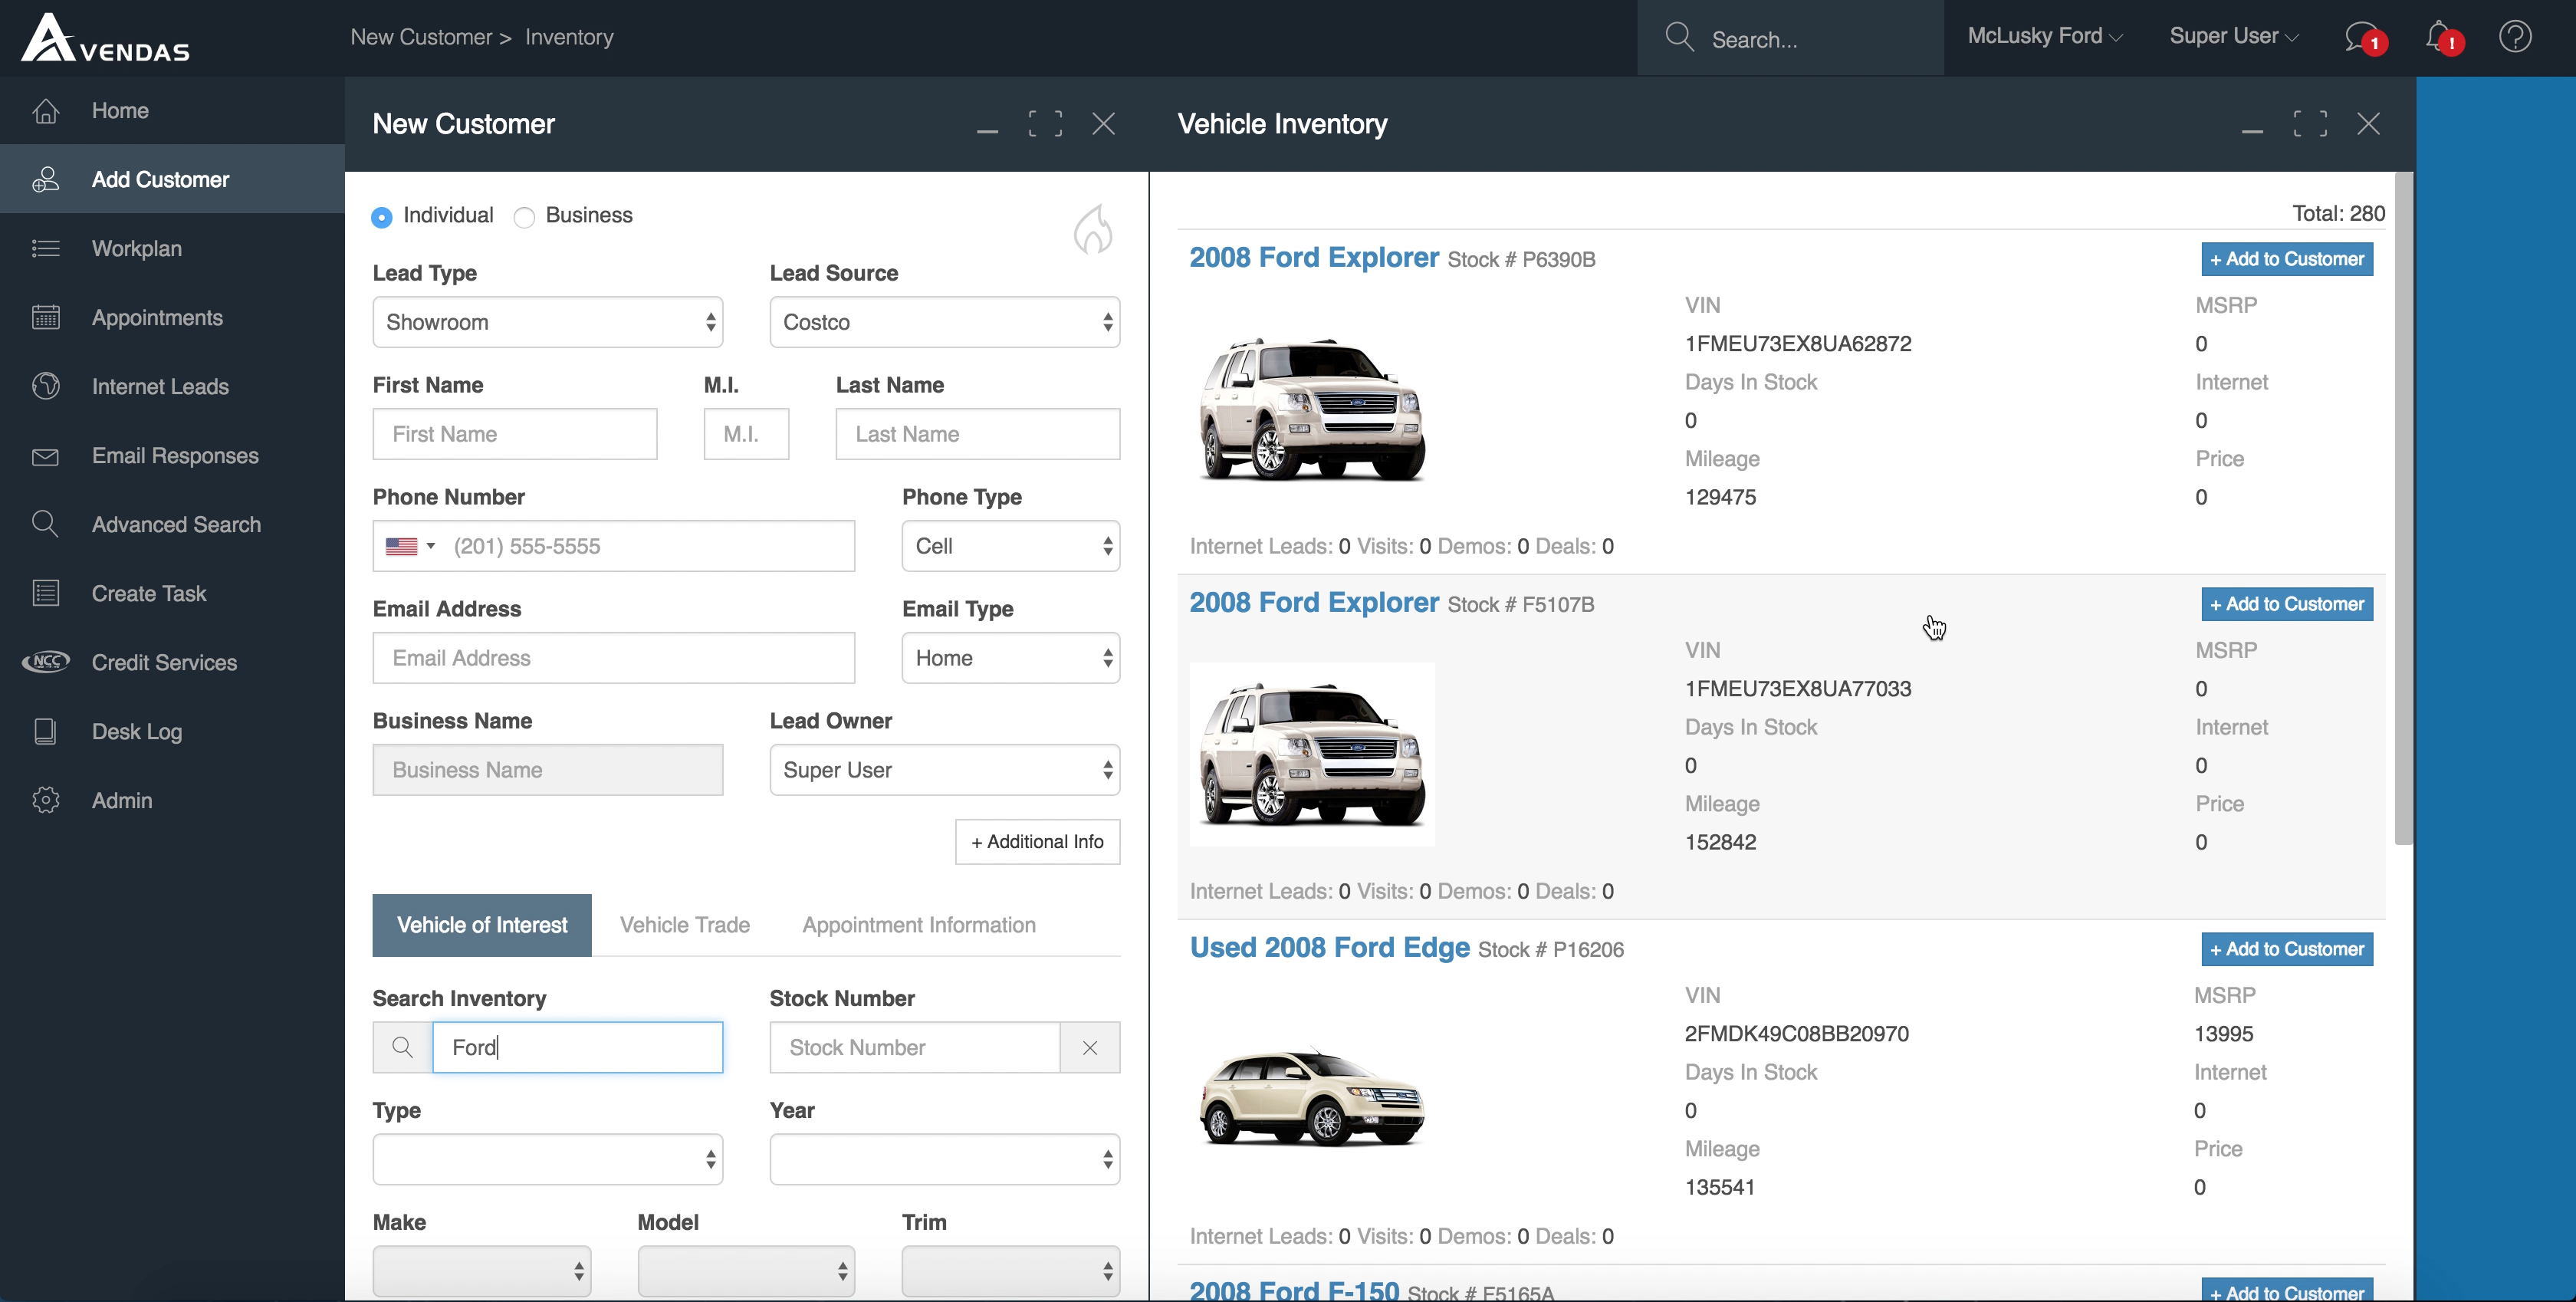 AVENDAS
New Customer > Inventory
Search...
McLusky Ford
Super User
1
!
?
Home
Add Customer
Workplan
Appointments
Internet Leads
Email Responses
Advanced Search
Create Task
NCC
Credit Services
Desk Log
Admin
New Customer
Individual
Business
Lead Type
Lead Source
Showroom
Costco
First Name
M.I.
Last Name
First Name
M.I.
Last Name
Phone Number
Phone Type
(201) 555-5555
Cell
Email Address
Email Type
Email Address
Home
Business Name
Lead Owner
Business Name
Super User
+ Additional Info
Vehicle of Interest
Vehicle Trade
Appointment Information
Search Inventory
Stock Number
Ford
Stock Number
Type
Year
Make
Model
Trim
Vehicle Inventory
Total: 280
2008 Ford Explorer Stock # P6390B
+ Add to Customer
VIN
MSRP
1FMEU73EX8UA62872
0
Days In Stock
Internet
0
0
Mileage
Price
129475
0
Internet Leads: 0 Visits: 0 Demos: 0 Deals: 0
2008 Ford Explorer Stock # F5107B
+ Add to Customer
VIN
MSRP
1FMEU73EX8UA77033
0
Days In Stock
Internet
0
0
Mileage
Price
152842
0
Internet Leads: 0 Visits: 0 Demos: 0 Deals: 0
Used 2008 Ford Edge Stock # P16206
+ Add to Customer
VIN
MSRP
2FMDK49C08BB20970
13995
Days In Stock
Internet
0
0
Mileage
Price
135541
0
Internet Leads: 0 Visits: 0 Demos: 0 Deals: 0
2008 Ford F-150 Stock # F5165A
+ Add to Customer